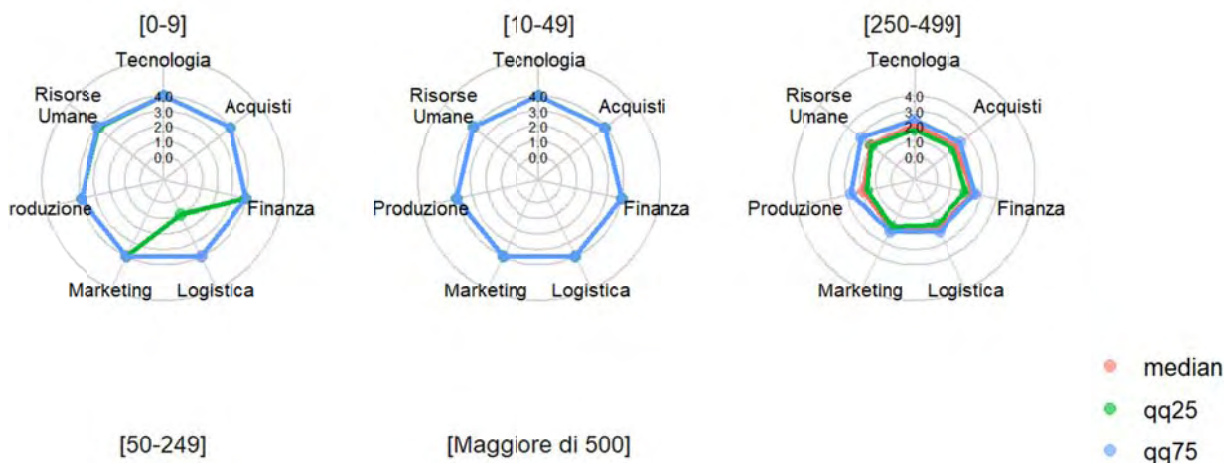 [0-9]
Tecnologia
Risorse
Umane
Acquisti
4.0
3.0
2.0
1.0
0.0
roduzione
Finanza
Marketing
Logistica
[10-49]
Tecnologia
Risorse
Umane
Acquisti
4.0
3.0
2.0
1.0
0.0
Produzione
Finanza
Marketing
Logistica
[250-499]
Tecnologia
Risorse
Umane
Acquisti
4.0
3.0
2.0
1.0
0.0
Produzione
Finanza
Marketing
Logistica
median
qq25
qq75
[50-249]
[Maggiore di 500]